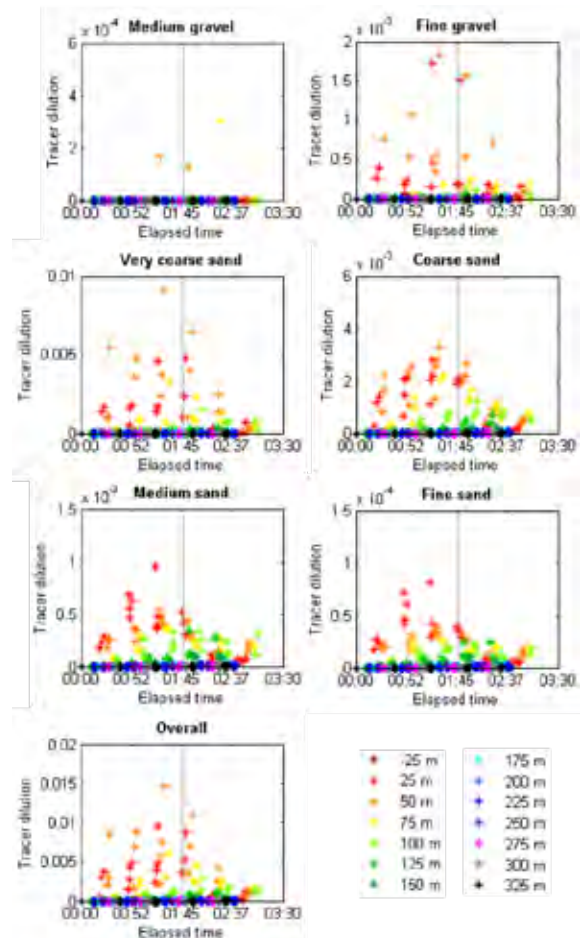 Medium gravel
x 10⁻⁴
6
4
2
0
Tracer dilution
00:00 00:52 01:45 02:37 03:30
Elapsed time
Fine gravel
x 10⁻³
2
1.5
1
0.5
0
Tracer dilution
00:00 00:52 01:45 02:37 03:30
Elapsed time
Very coarse sand
0.01
0.005
0
Tracer dilution
00:00 00:52 01:45 02:37 03:30
Elapsed time
Coarse sand
x 10⁻³
6
4
2
0
Tracer dilution
00:00 00:52 01:45 02:37 03:30
Elapsed time
Medium sand
x 10⁻³
1.5
1
0.5
0
Tracer dilution
00:00 00:52 01:45 02:37 03:30
Elapsed time
Fine sand
x 10⁻⁴
1.5
1
0.5
0
Tracer dilution
00:00 00:52 01:45 02:37 03:30
Elapsed time
Overall
0.02
0.015
0.01
0.005
0
Tracer dilution
00:00 00:52 01:45 02:37 03:30
Elapsed time
-25 m
25 m
50 m
75 m
100 m
125 m
150 m
175 m
200 m
225 m
250 m
275 m
300 m
325 m